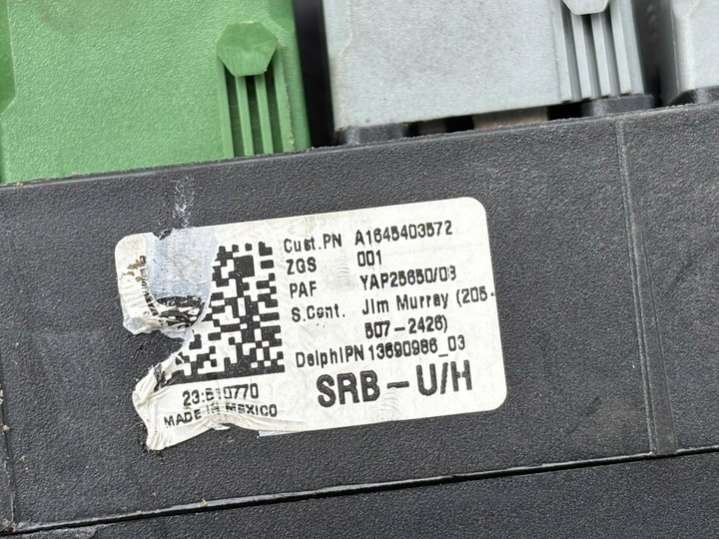 Cust.PN A1645403572
ZGS 001
PAF YAP25650/09
S.Cont. Jim Murray (205-
507-2426)
DelphiPN 13690986_03
SRB-U/H
23:510770
MADE IN MEXICO